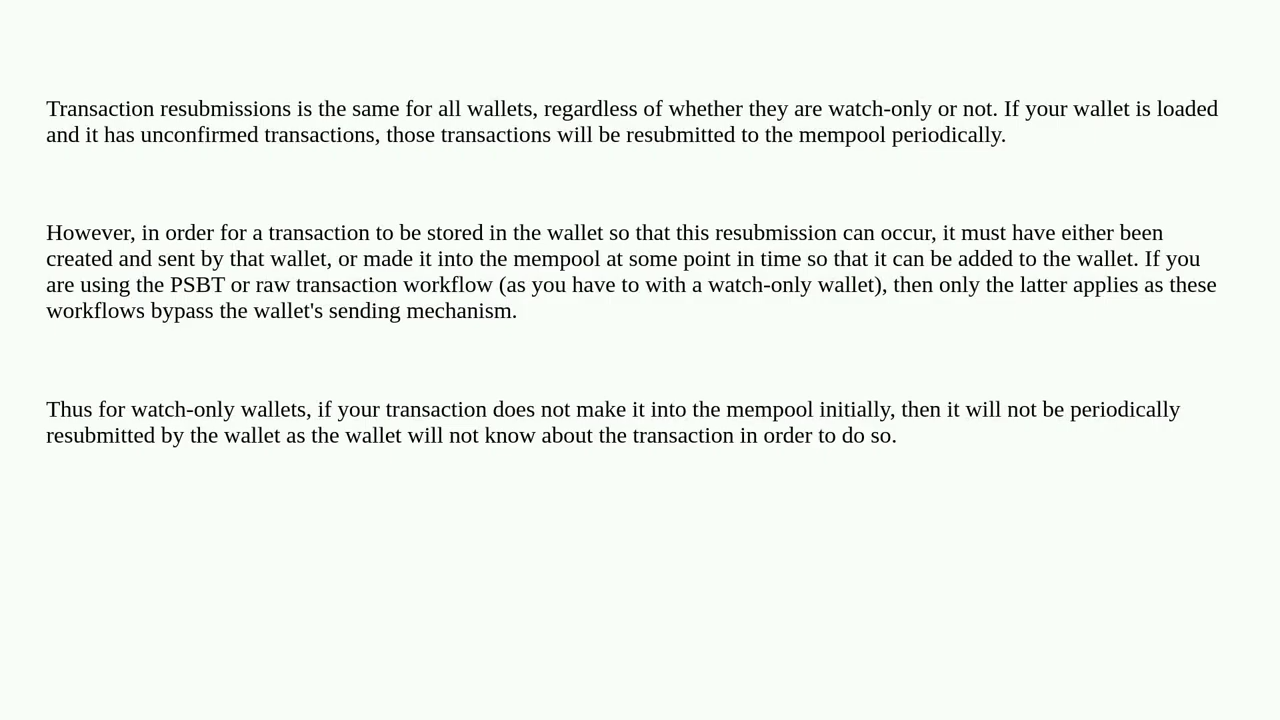 Transaction resubmissions is the same for all wallets, regardless of whether they are watch-only or not. If your wallet is loaded
and it has unconfirmed transactions, those transactions will be resubmitted to the mempool periodically.
However, in order for a transaction to be stored in the wallet so that this resubmission can occur, it must have either been
created and sent by that wallet, or made it into the mempool at some point in time so that it can be added to the wallet. If you
are using the PSBT or raw transaction workflow (as you have to with a watch-only wallet), then only the latter applies as these
workflows bypass the wallet's sending mechanism.
Thus for watch-only wallets, if your transaction does not make it into the mempool initially, then it will not be periodically
resubmitted by the wallet as the wallet will not know about the transaction in order to do so.